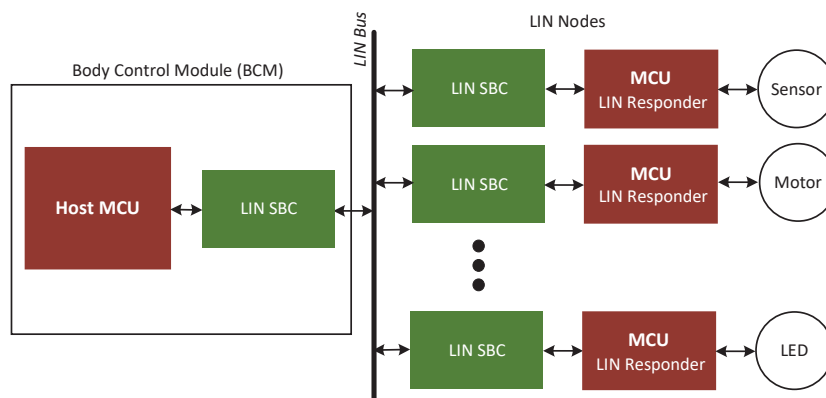 LIN Bus
LIN Nodes
Body Control Module (BCM)
Host MCU
LIN SBC
LIN SBC
MCU
LIN Responder
Sensor
LIN SBC
MCU
LIN Responder
Motor
LIN SBC
MCU
LIN Responder
LED